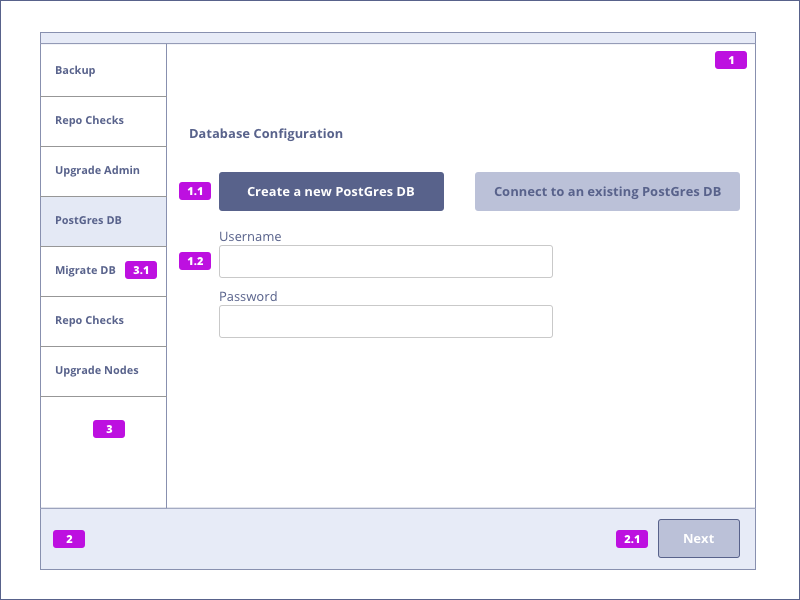 Backup
Repo Checks
Upgrade Admin
PostGres DB
Migrate DB 3.1
Repo Checks
Upgrade Nodes
3
1
Database Configuration
1.1 Create a new PostGres DB Connect to an existing PostGres DB
Username
1.2
Password
2 2.1 Next